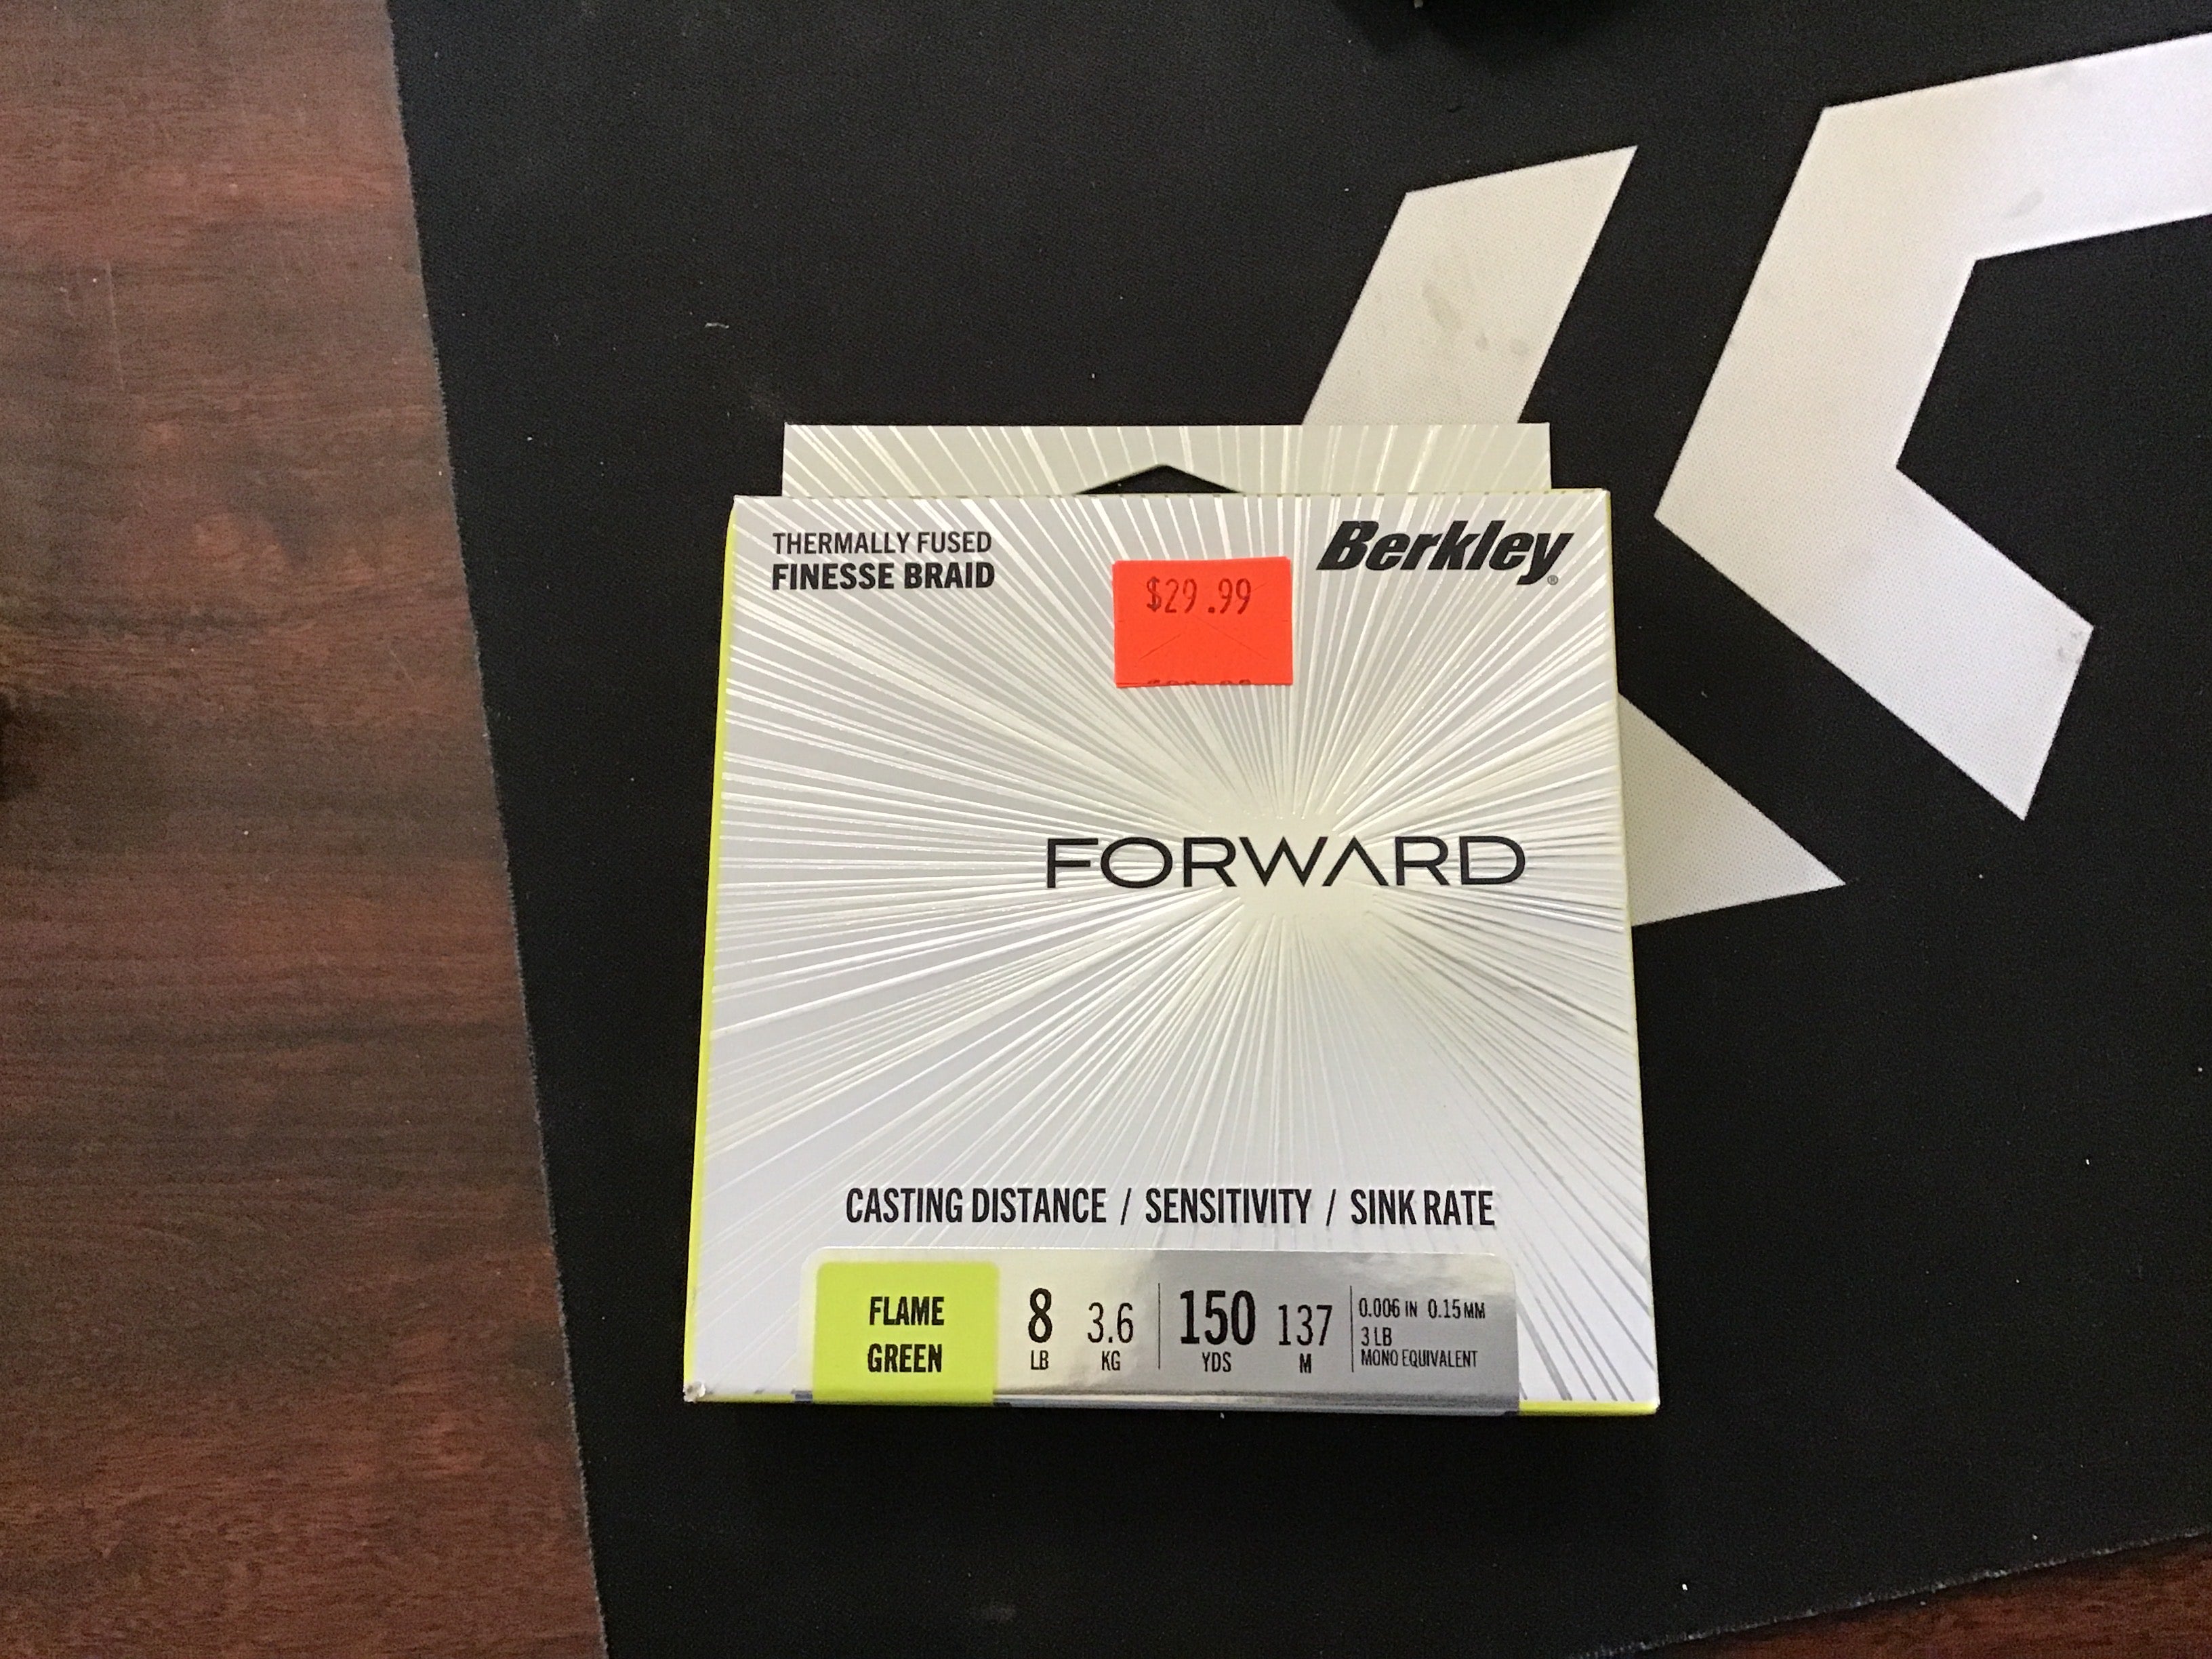 THERMALLY FUSED
FINESSE BRAID
Berkley®
$29.99
FORWARD
CASTING DISTANCE / SENSITIVITY / SINK RATE
FLAME
GREEN
8
LB
3.6
KG
150
YDS
137
M
0.006 IN 0.15 MM
3 LB
MONO EQUIVALENT